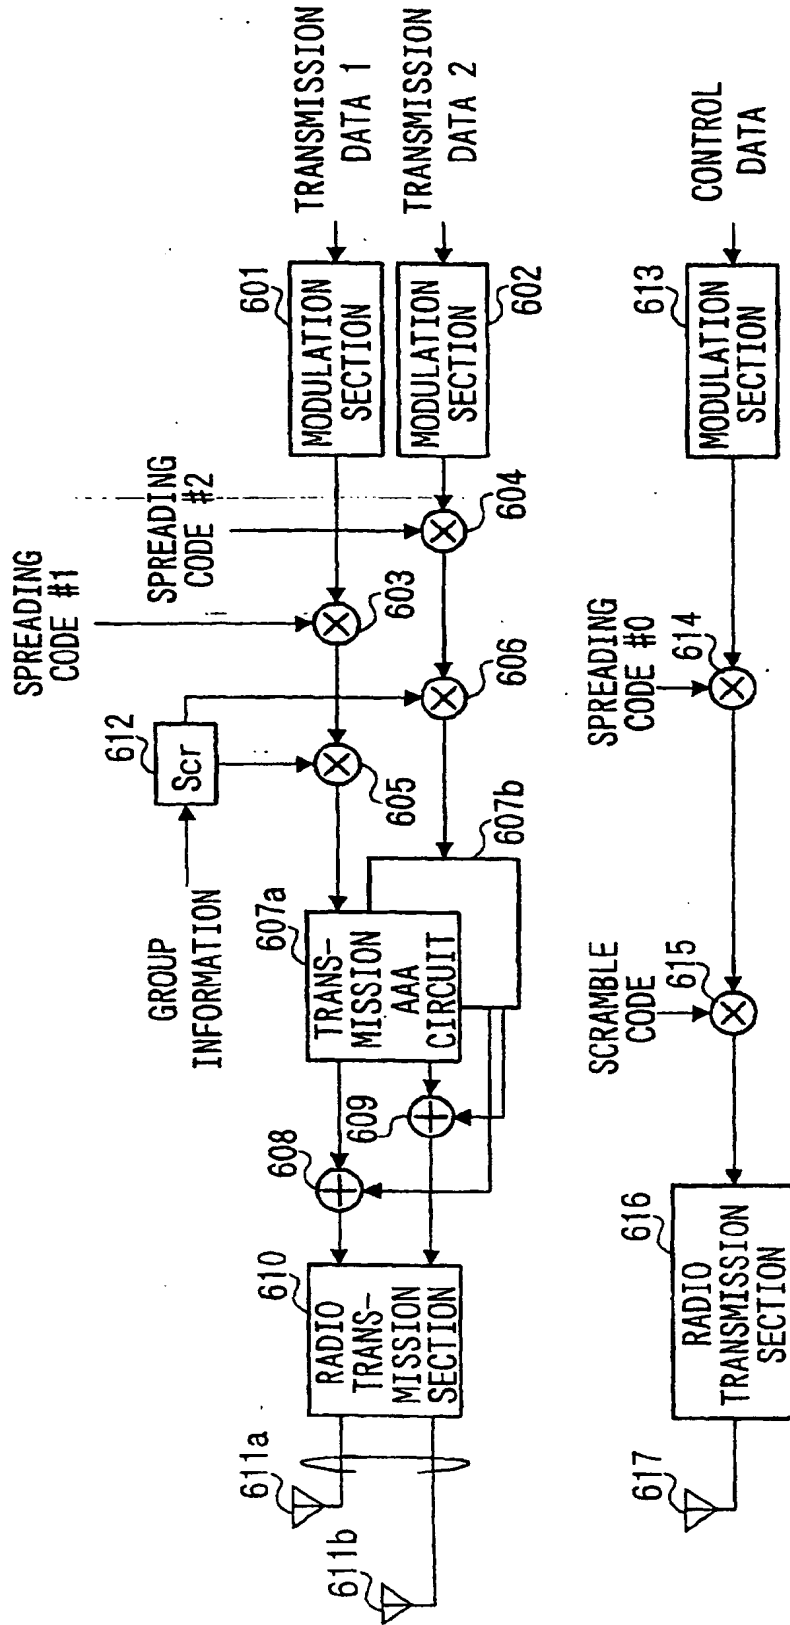 611a
611b
610
RADIO
TRANS-
MISSION
SECTION
608
609
607a
TRANS-
MISSION
AAA
CIRCUIT
607b
GROUP
INFORMATION
612
Scr
605
606
SPREADING
CODE #1
603
SPREADING
CODE #2
604
601
MODULATION
SECTION
MODULATION
SECTION
602
TRANSMISSION
DATA 1
TRANSMISSION
DATA 2
617
616
RADIO
TRANSMISSION
SECTION
SCRAMBLE
CODE
615
SPREADING
CODE #0
614
613
MODULATION
SECTION
CONTROL
DATA